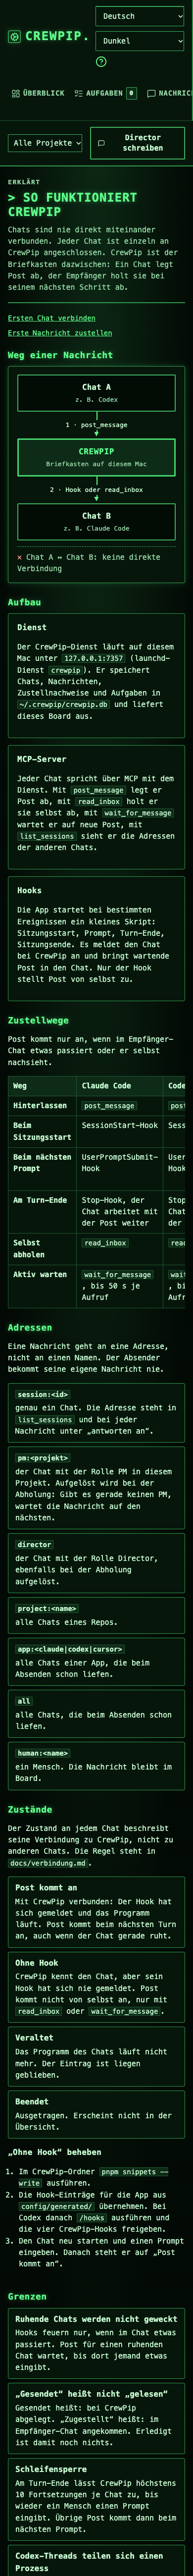 Deutsch
CREWPIP.
Dunkel
ÜBERBLICK
AUFGABEN 0
Alle Projekte
Director
schreiben
ERKLÄRT
> SO FUNKTIONIERT
CREWPIP
Chats sind nie direkt miteinander
verbunden. Jeder Chat ist einzeln an
CrewPip angeschlossen. CrewPip ist der
Briefkasten dazwischen: Ein Chat legt
Post ab, der Empfänger holt sie bei
seinem nächsten Schritt ab.
Ersten Chat verbinden
Erste Nachricht zustellen
Weg einer Nachricht
Chat A
z. B. Codex
1 · post_message
CREWPIP
Briefkasten auf diesem Mac
2 · Hook oder read_inbox
Chat B
z. B. Claude Code
× Chat A ↔ Chat B: keine direkte
Verbindung
Aufbau
Dienst
Der CrewPip-Dienst läuft auf diesem
Mac unter 127.0.0.1:7357 (launchd-
Dienst crewpip). Er speichert
Chats, Nachrichten,
Zustellnachweise und Aufgaben in
~/.crewpip/crewpip.db und liefert
dieses Board aus.
MCP-Server
Jeder Chat spricht über MCP mit dem
Dienst. Mit post_message legt er
Post ab, mit read_inbox holt er
sie selbst ab, mit wait_for_message
wartet er auf neue Post, mit
list_sessions sieht er die Adressen
der anderen Chats.
Hooks
Die App startet bei bestimmten
Ereignissen ein kleines Skript:
Sitzungsstart, Prompt, Turn-Ende,
Sitzungsende. Es meldet den Chat
bei CrewPip an und bringt wartende
Post in den Chat. Nur der Hook
stellt Post von selbst zu.
Zustellwege
Post kommt nur an, wenn im Empfänger-
Chat etwas passiert oder er selbst
nachsieht.
Weg Claude Code
Hinterlassen post_message
Beim
Sitzungsstart
SessionStart-Hook
Beim nächsten
Prompt
UserPromptSubmit-
Hook
Am Turn-Ende
Stop-Hook, der
Chat arbeitet mit
der Post weiter
Selbst
abholen
read_inbox
Aktiv warten
wait_for_message
, bis 50 s je
Aufruf
Adressen
Eine Nachricht geht an eine Adresse,
nicht an einen Namen. Der Absender
bekommt seine eigene Nachricht nie.
session:<id>
genau ein Chat. Die Adresse steht in
list_sessions und bei jeder
Nachricht unter „antworten an“.
pm:<projekt>
der Chat mit der Rolle PM in diesem
Projekt. Aufgelöst wird bei der
Abholung: Gibt es gerade keinen PM,
wartet die Nachricht auf den
nächsten.
director
der Chat mit der Rolle Director,
ebenfalls bei der Abholung
aufgelöst.
project:<name>
alle Chats eines Repos.
app:<claude|codex|cursor>
alle Chats einer App, die beim
Absenden schon liefen.
all
alle Chats, die beim Absenden schon
liefen.
human:<name>
ein Mensch. Die Nachricht bleibt im
Board.
Zustände
Der Zustand an jedem Chat beschreibt
seine Verbindung zu CrewPip, nicht zu
anderen Chats. Die Regel steht in
docs/verbindung.md.
Post kommt an
Mit CrewPip verbunden: Der Hook hat
sich gemeldet und das Programm
läuft. Post kommt beim nächsten Turn
an, auch wenn der Chat gerade ruht.
Ohne Hook
CrewPip kennt den Chat, aber sein
Hook hat sich nie gemeldet. Post
kommt nicht von selbst an, nur mit
read_inbox oder wait_for_message.
Veraltet
Das Programm des Chats läuft nicht
mehr. Der Eintrag ist liegen
geblieben.
Beendet
Ausgetragen. Erscheint nicht in der
Übersicht.
„Ohne Hook“ beheben
1. Im CrewPip-Ordner pnpm snippets --
write ausführen.
2. Die Hook-Einträge für die App aus
config/generated/ übernehmen. Bei
Codex danach /hooks ausführen und
die vier CrewPip-Hooks freigeben.
3. Den Chat neu starten und einen Prompt
eingeben. Danach steht er auf „Post
kommt an“.
Grenzen
Ruhende Chats werden nicht geweckt
Hooks feuern nur, wenn im Chat etwas
passiert. Post für einen ruhenden
Chat wartet, bis dort jemand etwas
eingibt.
„Gesendet“ heißt nicht „gelesen“
Gesendet heißt: bei CrewPip
abgelegt. „Zugestellt“ heißt: im
Empfänger-Chat angekommen. Erledigt
ist damit noch nichts.
Schleifensperre
Am Turn-Ende lässt CrewPip höchstens
10 Fortsetzungen je Chat zu, bis
wieder ein Mensch einen Prompt
eingibt. Übrige Post kommt dann beim
nächsten Prompt.
Codex-Threads teilen sich einen
Prozess